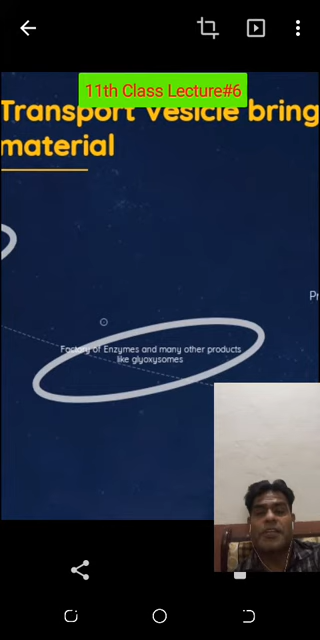 11th Class Lecture#6
Transport Vesicle bring
material
Pr
Factory of Enzymes and many other products
like glyoxysomes